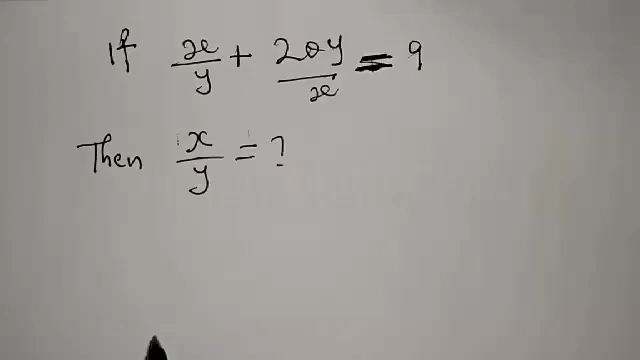 If x/y + 20y/x = 9
Then x/y = ?